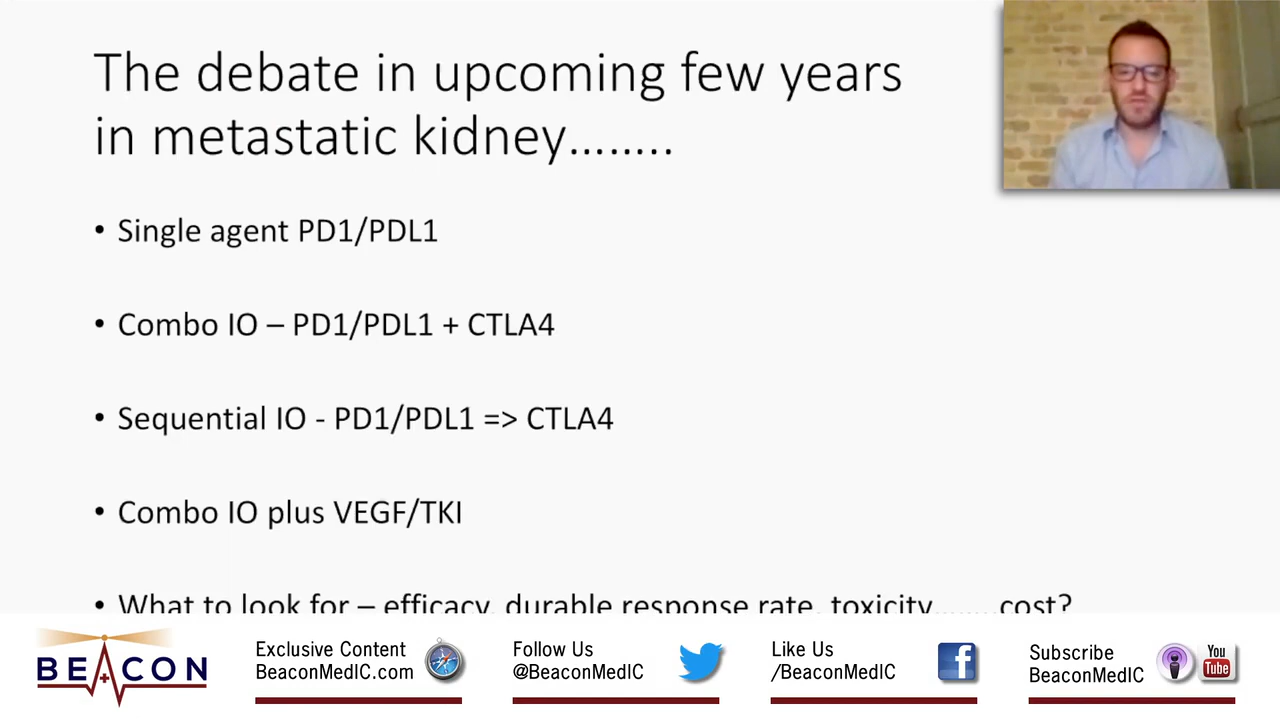 The debate in upcoming few years
in metastatic kidney........
• Single agent PD1/PDL1
• Combo IO – PD1/PDL1 + CTLA4
• Sequential IO - PD1/PDL1 => CTLA4
• Combo IO plus VEGF/TKI
• What to look for – efficacy, durable response rate, toxicity........cost?
BEACON
Exclusive Content
BeaconMedIC.com
Follow Us
@BeaconMedIC
Like Us
/BeaconMedIC
Subscribe
BeaconMedIC
You
Tube